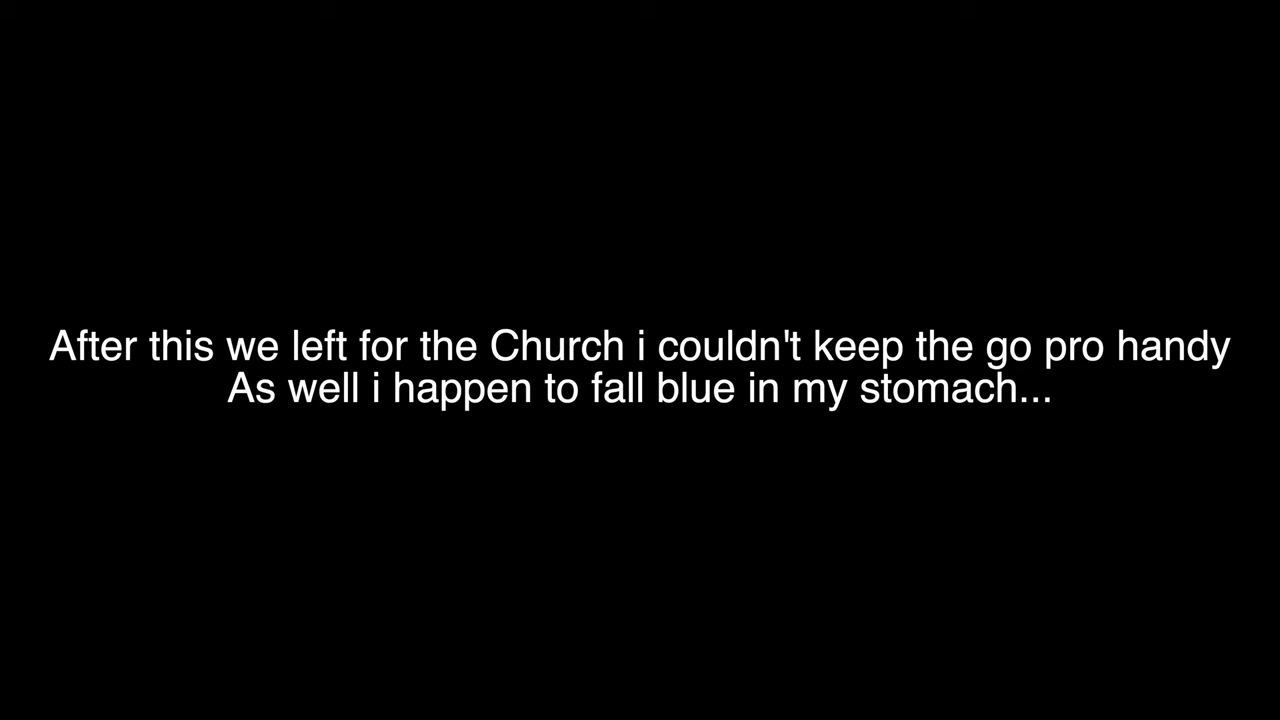 After this we left for the Church i couldn't keep the go pro handy
As well i happen to fall blue in my stomach...